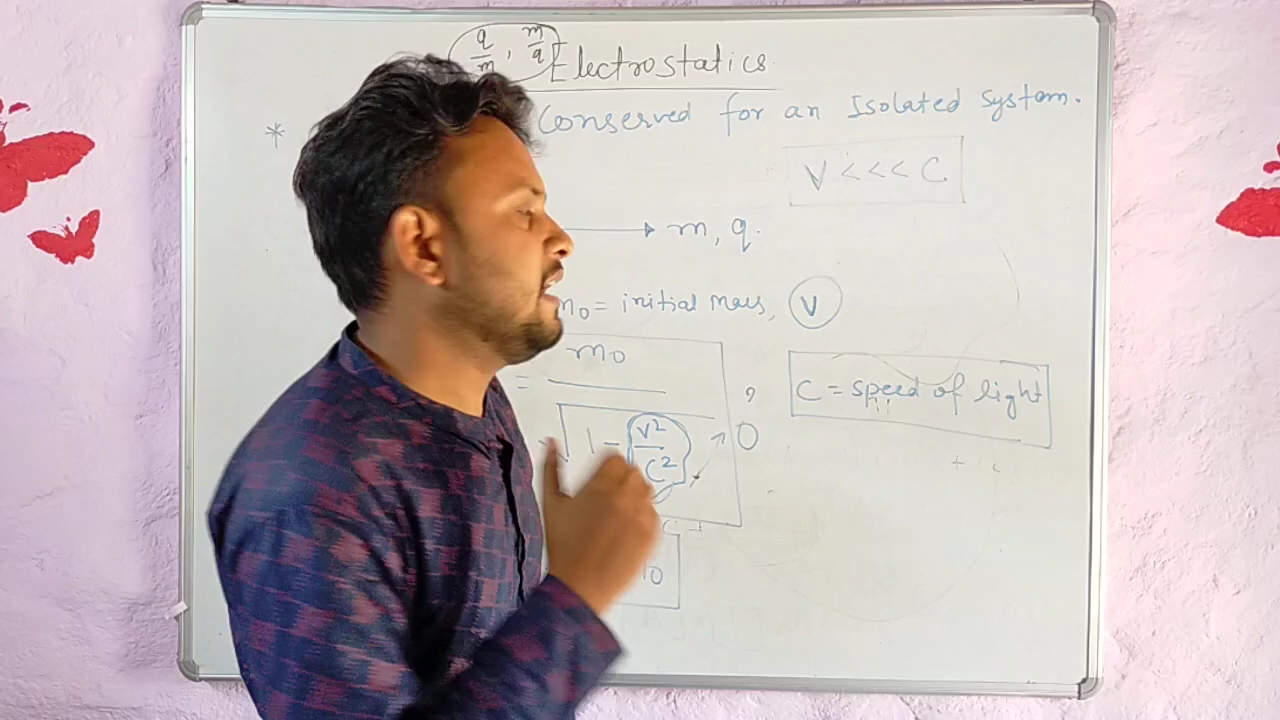 q/m, m/q Electrostatics
* Conserved for an Isolated System.
V <<< C
m, q.
m₀ = initial Mass, V
= m₀ / √1 - V²/C² , C = speed of light
0